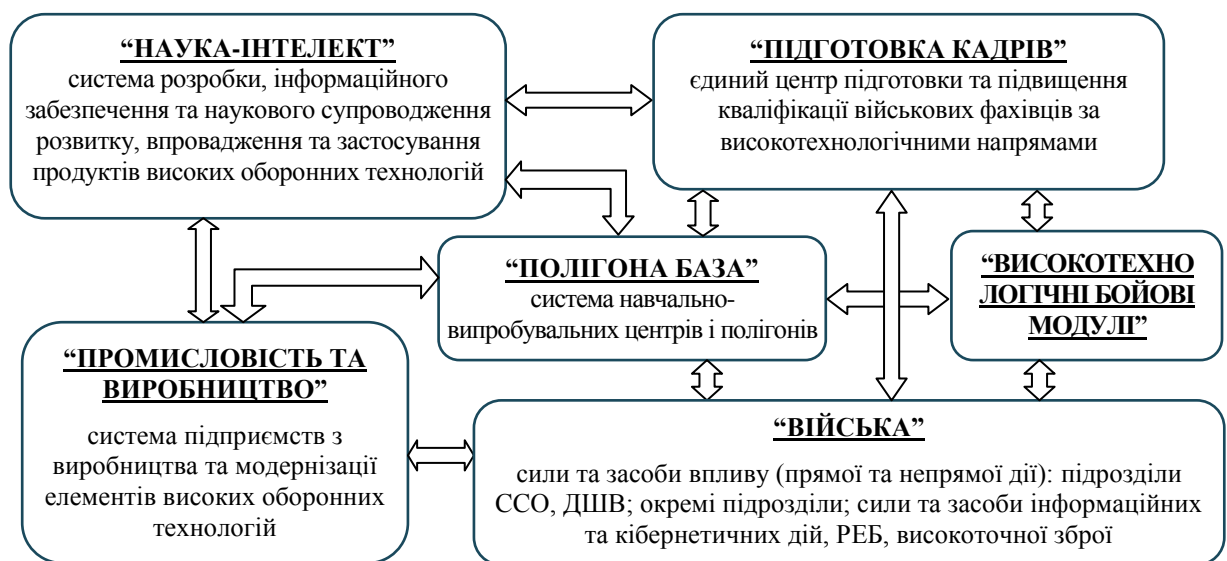 “НАУКА-ІНТЕЛЕКТ”
система розробки, інформаційного
забезпечення та наукового супроводження
розвитку, впровадження та застосування
продуктів високих оборонних технологій
“ПІДГОТОВКА КАДРІВ”
єдиний центр підготовки та підвищення
кваліфікації військових фахівців за
високотехнологічними напрямами
“ПОЛІГОНА БАЗА”
система навчально-
випробувальних центрів і полігонів
“ВИСОКОТЕХНО
ЛОГІЧНІ БОЙОВІ
МОДУЛІ”
“ПРОМИСЛОВІСТЬ ТА
ВИРОБНИЦТВО”
система підприємств з
виробництва та модернізації
елементів високих оборонних
технологій
“ВІЙСЬКА”
сили та засоби впливу (прямої та непрямої дії): підрозділи
ССО, ДШВ; окремі підрозділи; сили та засоби інформаційних
та кібернетичних дій, РЕБ, високоточної зброї